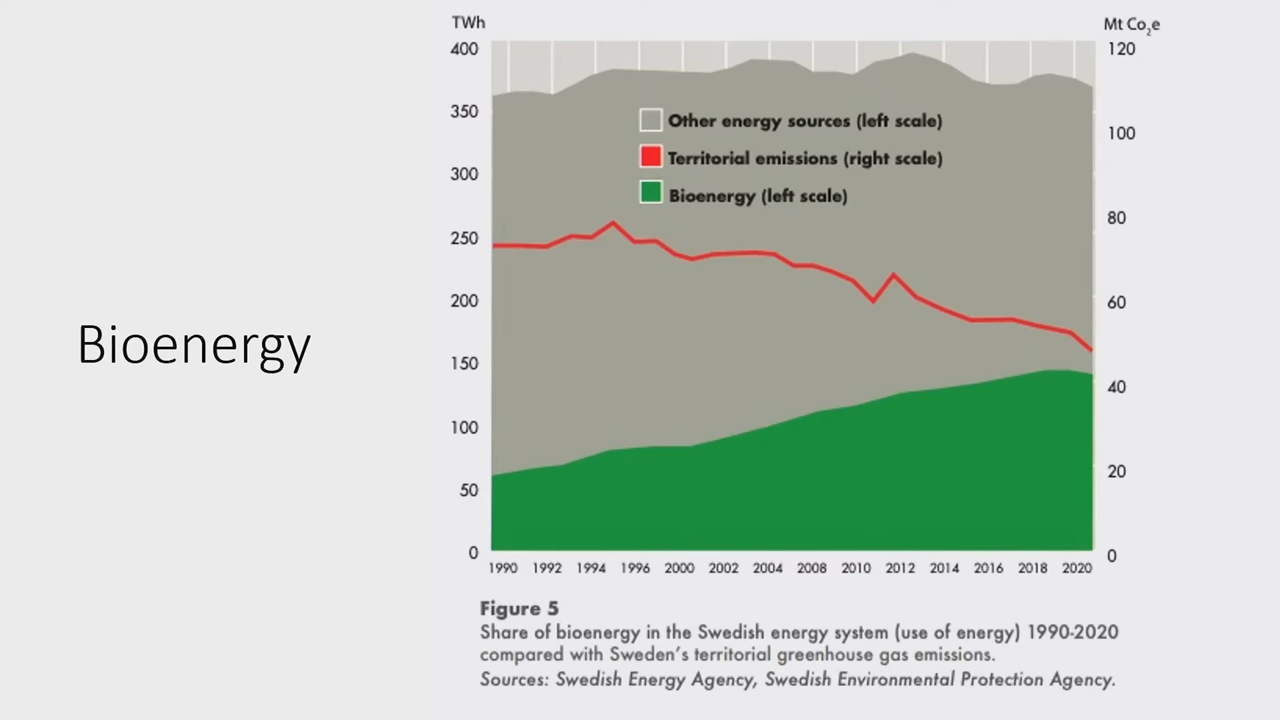 TWh
Mt Co₂e
400
350
300
250
200
150
100
50
0
120
100
80
60
40
20
0
Other energy sources (left scale)
Territorial emissions (right scale)
Bioenergy (left scale)
Bioenergy
1990 1992 1994 1996 2000 2002 2004 2008 2010 2012 2014 2016 2018 2020
Figure 5
Share of bioenergy in the Swedish energy system (use of energy) 1990-2020
compared with Sweden’s territorial greenhouse gas emissions.
Sources: Swedish Energy Agency, Swedish Environmental Protection Agency.